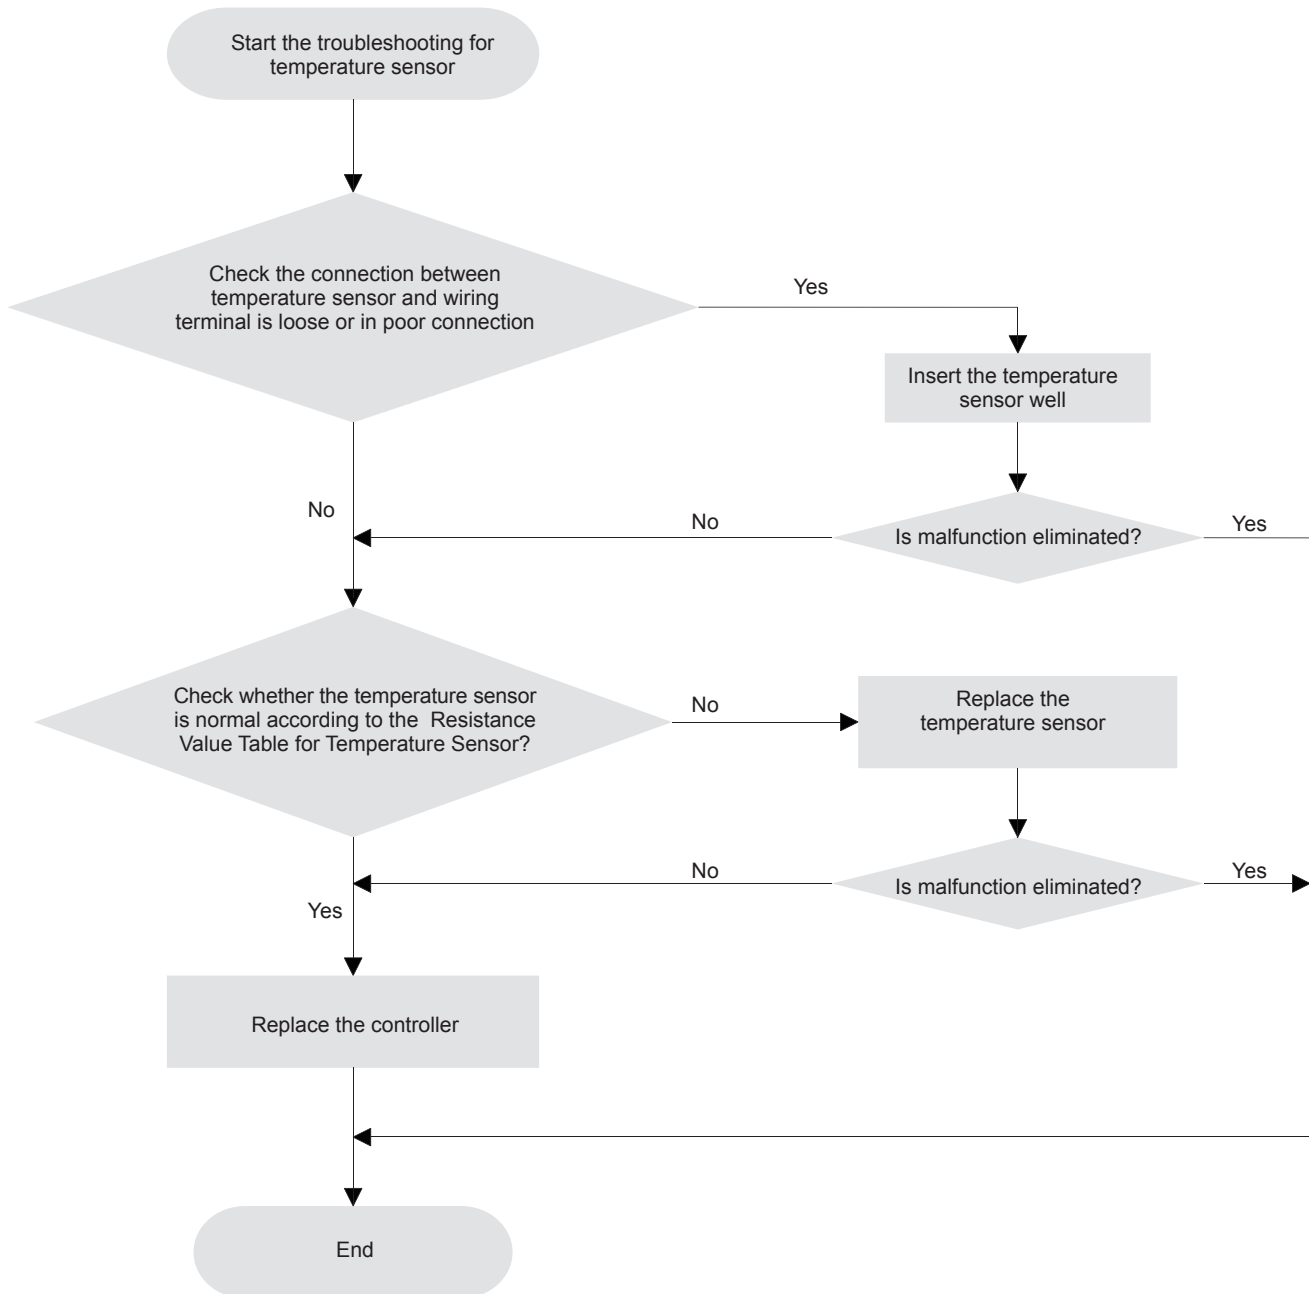 Start the troubleshooting for
temperature sensor
Check the connection between
temperature sensor and wiring
terminal is loose or in poor connection
Yes
Insert the temperature
sensor well
No
No
Is malfunction eliminated?
Yes
Check whether the temperature sensor
is normal according to the Resistance
Value Table for Temperature Sensor?
No
Replace the
temperature sensor
No
Is malfunction eliminated?
Yes
Yes
Replace the controller
End